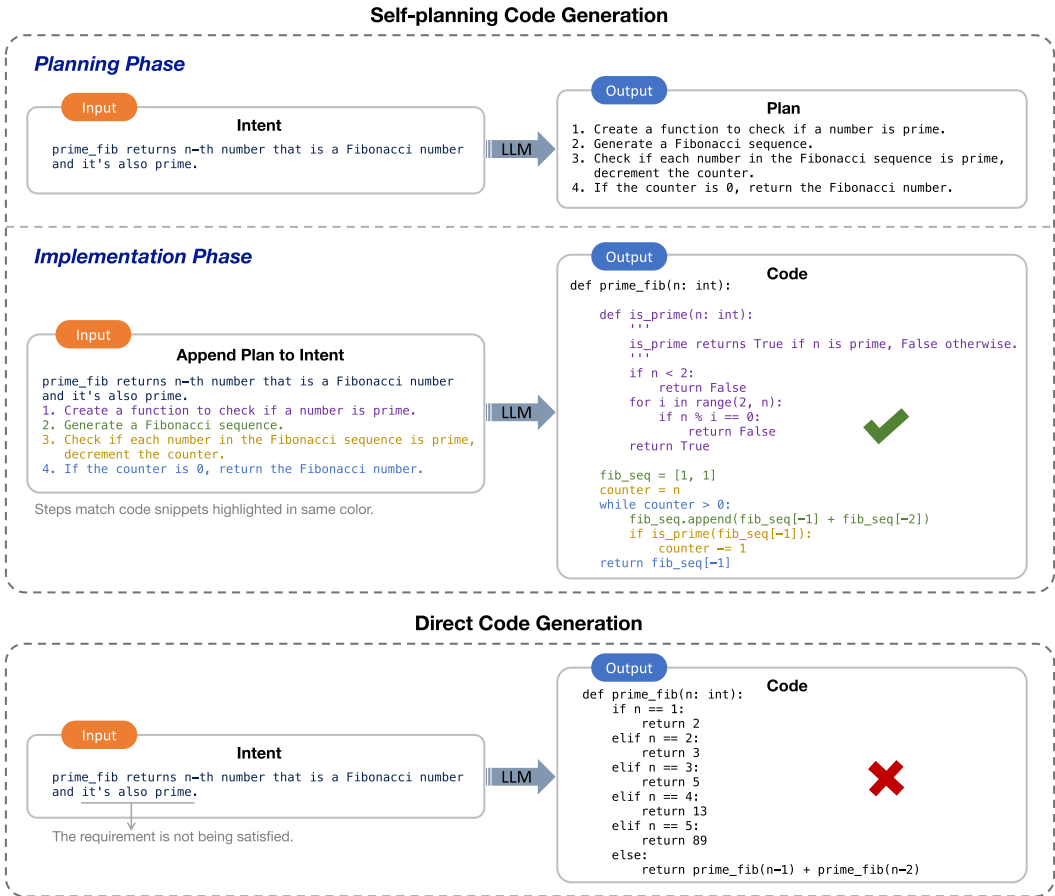 Self-planning Code Generation
Planning Phase
Input
Intent
prime_fib returns n-th number that is a Fibonacci number
and it's also prime.
LLM
Output
Plan
1. Create a function to check if a number is prime.
2. Generate a Fibonacci sequence.
3. Check if each number in the Fibonacci sequence is prime,
decrement the counter.
4. If the counter is 0, return the Fibonacci number.
Implementation Phase
Input
Append Plan to Intent
prime_fib returns n-th number that is a Fibonacci number
and it's also prime.
1. Create a function to check if a number is prime.
2. Generate a Fibonacci sequence.
3. Check if each number in the Fibonacci sequence is prime,
decrement the counter.
4. If the counter is 0, return the Fibonacci number.
Steps match code snippets highlighted in same color.
LLM
Output
Code
def prime_fib(n: int):
    def is_prime(n: int):
        '''
        is_prime returns True if n is prime, False otherwise.
        '''
        if n < 2:
            return False
        for i in range(2, n):
            if n % i == 0:
                return False
        return True
    fib_seq = [1, 1]
    counter = n
    while counter > 0:
        fib_seq.append(fib_seq[-1] + fib_seq[-2])
        if is_prime(fib_seq[-1]):
            counter -= 1
    return fib_seq[-1]
Direct Code Generation
Input
Intent
prime_fib returns n-th number that is a Fibonacci number
and it's also prime.
The requirement is not being satisfied.
LLM
Output
Code
def prime_fib(n: int):
    if n == 1:
        return 2
    elif n == 2:
        return 3
    elif n == 3:
        return 5
    elif n == 4:
        return 13
    elif n == 5:
        return 89
    else:
        return prime_fib(n-1) + prime_fib(n-2)